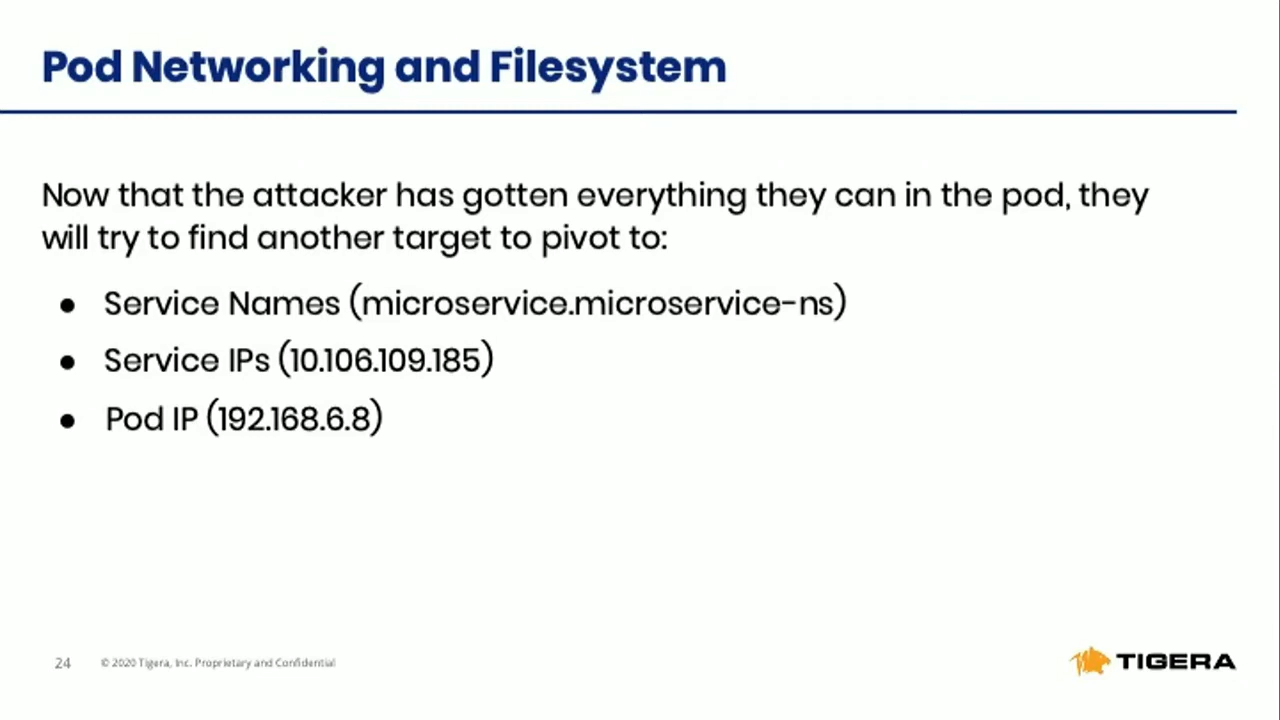 Pod Networking and Filesystem
Now that the attacker has gotten everything they can in the pod, they
will try to find another target to pivot to:
● Service Names (microservice.microservice-ns)
● Service IPs (10.106.109.185)
● Pod IP (192.168.6.8)
24 © 2020 Tigera, Inc. Proprietary and Confidential
TIGERA